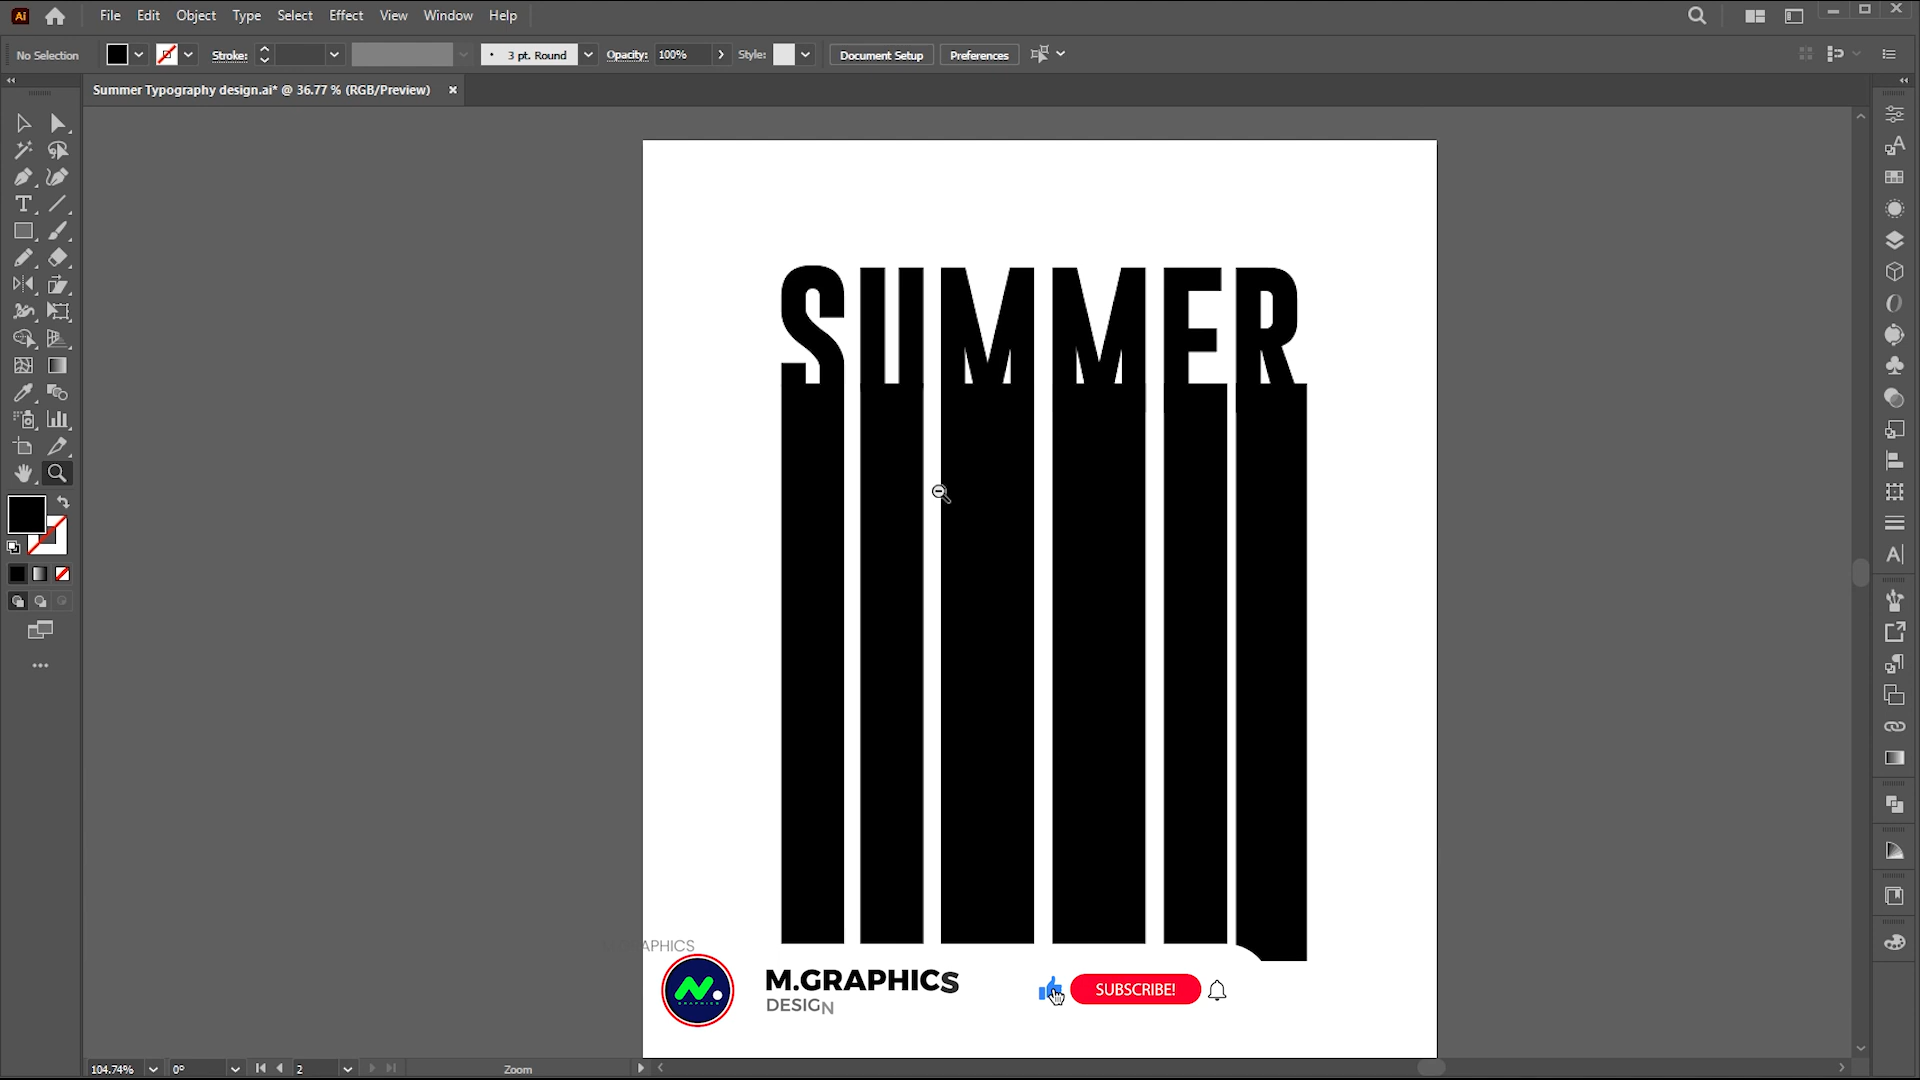 Ai File Edit Object Type Select Effect View Window Help
No Selection Stroke: 3 pt. Round Opacity: 100% Style: Document Setup Preferences
Summer Typography design.ai* @ 36.77 % (RGB/Preview)
SUMMER
APHICS
M.GRAPHICS
DESIGN
GRAPHICS
SUBSCRIBE!
104.74% 0° 2 Zoom